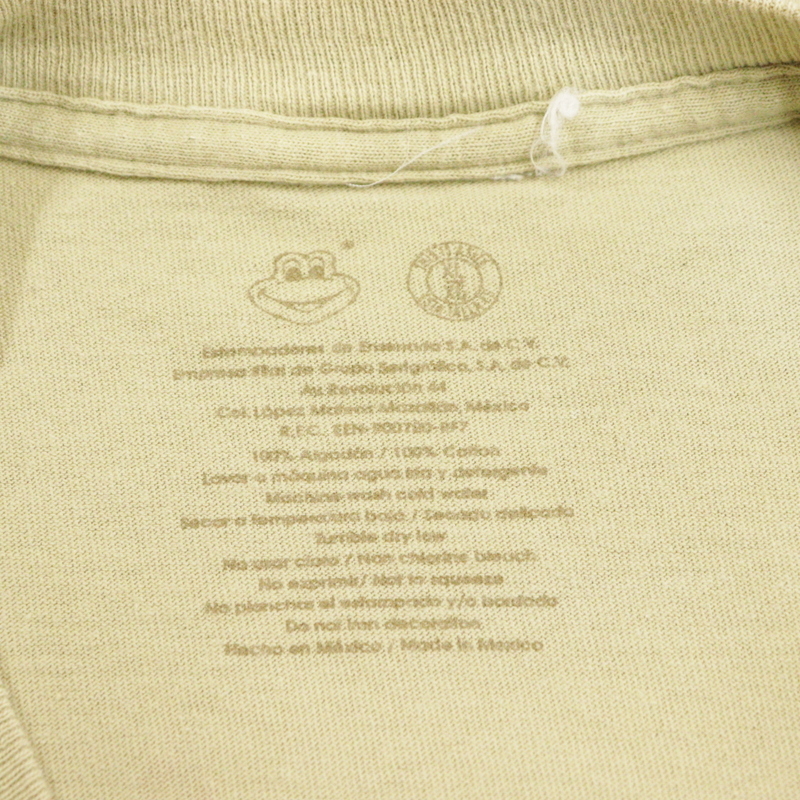 Estampadores de Ensenada S.A. de C.V.
Empresa Filial de Grupo Serigráfico, S.A. de C.V.
Av. Revolución 44
Col. López Mateos Mazatlán, México
R.F.C.
100% Algodón / 100% Cotton
Lavar a máquina agua fria y detergente
Machine wash cold water
Secar a temperatura baja / Secado delicado
Tumble dry low
No usar cloro / Non chlorine bleach
No exprimir/ Not to squeeze
No planchar el estampado y/o bordado
Do not iron decoration
Hecho en México / Made in Mexico